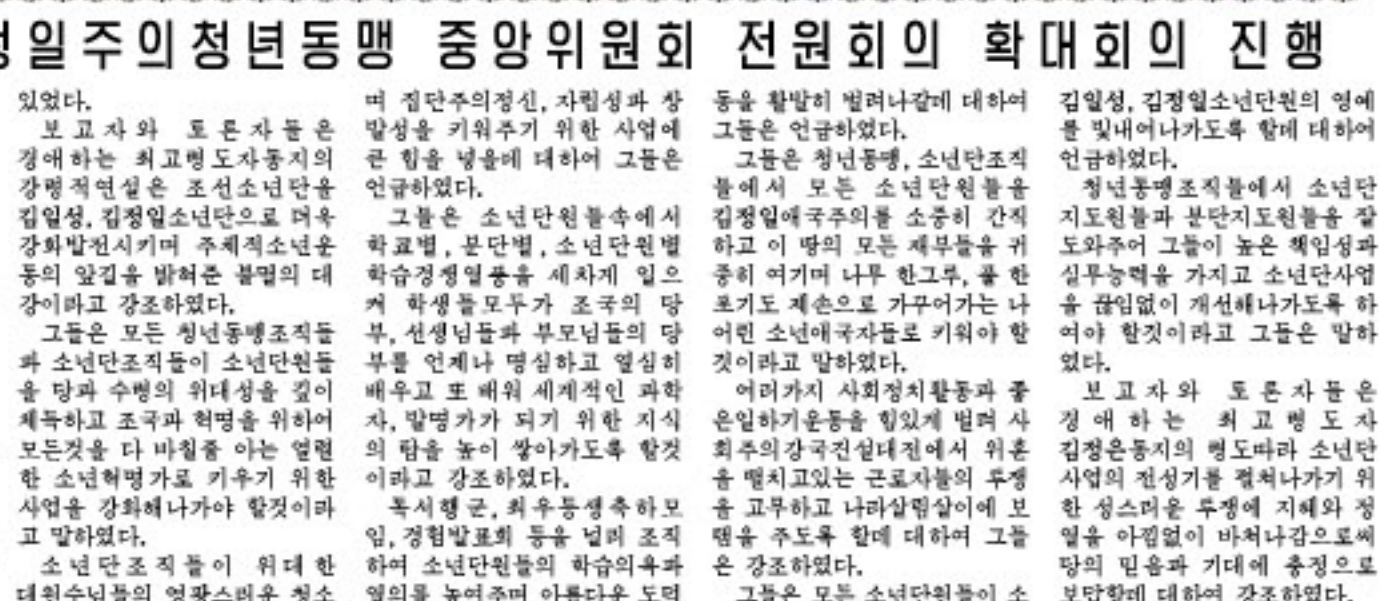 일주의청년동맹 중앙위원회 전원회의 확대회의 진행
있었다.
보고자와 토론자들은
경애하는 최고령도자동지의
강령적연설은 조선소년단을
김일성, 김정일소년단으로 더욱
강화발전시키며 주체적소년운
동의 앞길을 밝혀준 불멸의 대
강이라고 강조하였다.
그들은 모든 청년동맹조직들
과 소년단조직들이 소년단원들
을 당과 수령의 위대성을 깊이
체득하고 조국과 혁명을 위하여
모든것을 다 바칠줄 아는 열렬
한 소년혁명가로 키우기 위한
사업을 강화해나가야 할것이라
고 말하였다.
소년단조직들이 위대한
대원수님들의 영광스러운 청소
며 집단주의정신, 자립성과 창
발성을 키워주기 위한 사업에
큰 힘을 넣을데 대하여 그들은
언급하였다.
그들은 소년단원들속에서
학교별, 분단별, 소년단원별
학습경쟁열풍을 세차게 일으
켜 학생들모두가 조국의 당
부, 선생님들과 부모님들의 당
부를 언제나 명심하고 열심히
배우고 또 배워 세계적인 과학
자, 발명가가 되기 위한 지식
의 탑을 높이 쌓아가도록 할것
이라고 강조하였다.
독서행군, 최우등생축하모
임, 경험발표회 등을 널리 조직
하여 소년단원들의 학습의욕과
열의를 높여주며 아름다운 도덕
동을 활발히 벌려나갈데 대하여
그들은 언급하였다.
그들은 청년동맹, 소년단조직
들에서 모든 소년단원들을
김정일애국주의를 소중히 간직
하고 이 땅의 모든 재부들을 귀
중히 여기며 나무 한그루, 풀 한
포기도 제손으로 가꾸어가는 나
어린 소년애국자들로 키워야 할
것이라고 말하였다.
여러가지 사회정치활동과 좋
은일하기운동을 힘있게 벌려 사
회주의강국건설대전에서 위훈
을 떨치고있는 근로자들의 투쟁
을 고무하고 나라살림살이에 보
탬을 주도록 할데 대하여 그들
은 강조하였다.
그들은 모든 소년단원들이 소
김일성, 김정일소년단원의 영예
를 빛내여나가도록 할데 대하여
언급하였다.
청년동맹조직들에서 소년단
지도원들과 분단지도원들을 잘
도와주어 그들이 높은 책임성과
실무능력을 가지고 소년단사업
을 끊임없이 개선해나가도록 하
여야 할것이라고 그들은 말하
였다.
보고자와 토론자들은
경애하는 최고령도자
김정은동지의 령도따라 소년단
사업의 전성기를 펼쳐나가기 위
한 성스러운 투쟁에 지혜와 정
열을 아낌없이 바쳐나감으로써
당의 믿음과 기대에 충정으로
보답할데 대하여 강조하였다.